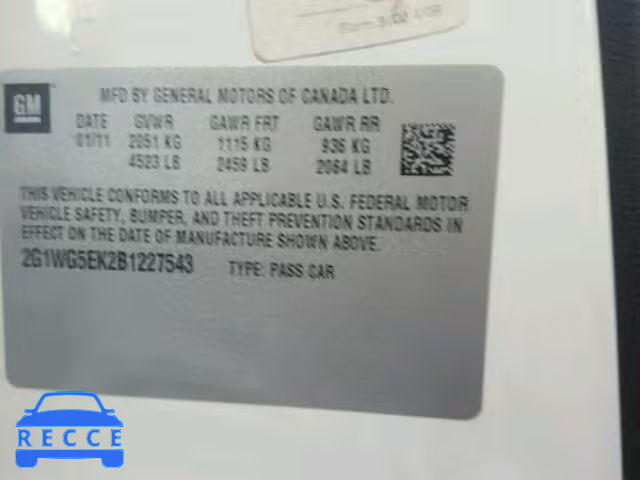 GM
MFD BY GENERAL MOTORS OF CANADA LTD.
DATE GVWR GAWR FRT GAWR RR
01/11 2051 KG 1115 KG 936 KG
4523 LB 2459 LB 2064 LB
THIS VEHICLE CONFORMS TO ALL APPLICABLE U.S. FEDERAL MOTOR
VEHICLE SAFETY, BUMPER, AND THEFT PREVENTION STANDARDS IN
EFFECT ON THE DATE OF MANUFACTURE SHOWN ABOVE.
2G1WG5EK2B1227543 TYPE: PASS CAR
RECCE